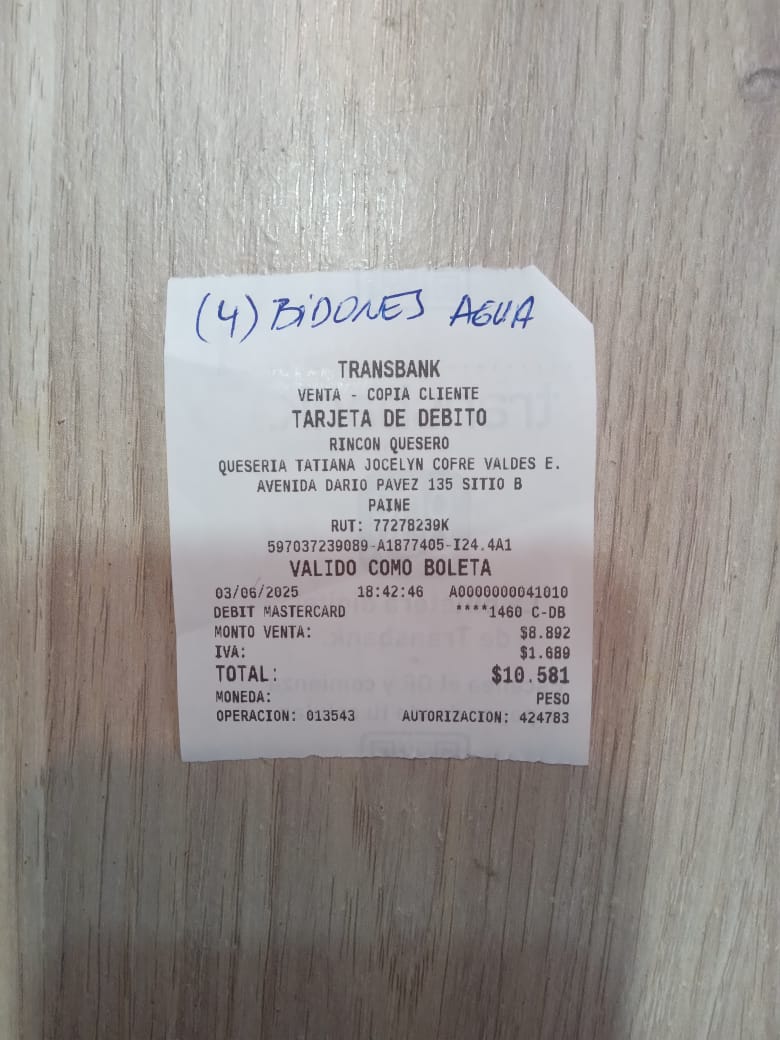 (4) BiDONES AGUA
TRANSBANK
VENTA - COPIA CLIENTE
TARJETA DE DEBITO
RINCON QUESERO
QUESERIA TATIANA JOCELYN COFRE VALDES E.
AVENIDA DARIO PAVEZ 135 SITIO B
PAINE
RUT: 77278239K
597037239089-A1877405-I24.4A1
VALIDO COMO BOLETA
03/06/2025 18:42:46 A0000000041010
DEBIT MASTERCARD ****1460 C-DB
MONTO VENTA: $8.892
IVA: $1.689
TOTAL: $10.581
MONEDA: PESO
OPERACION: 013543 AUTORIZACION: 424783